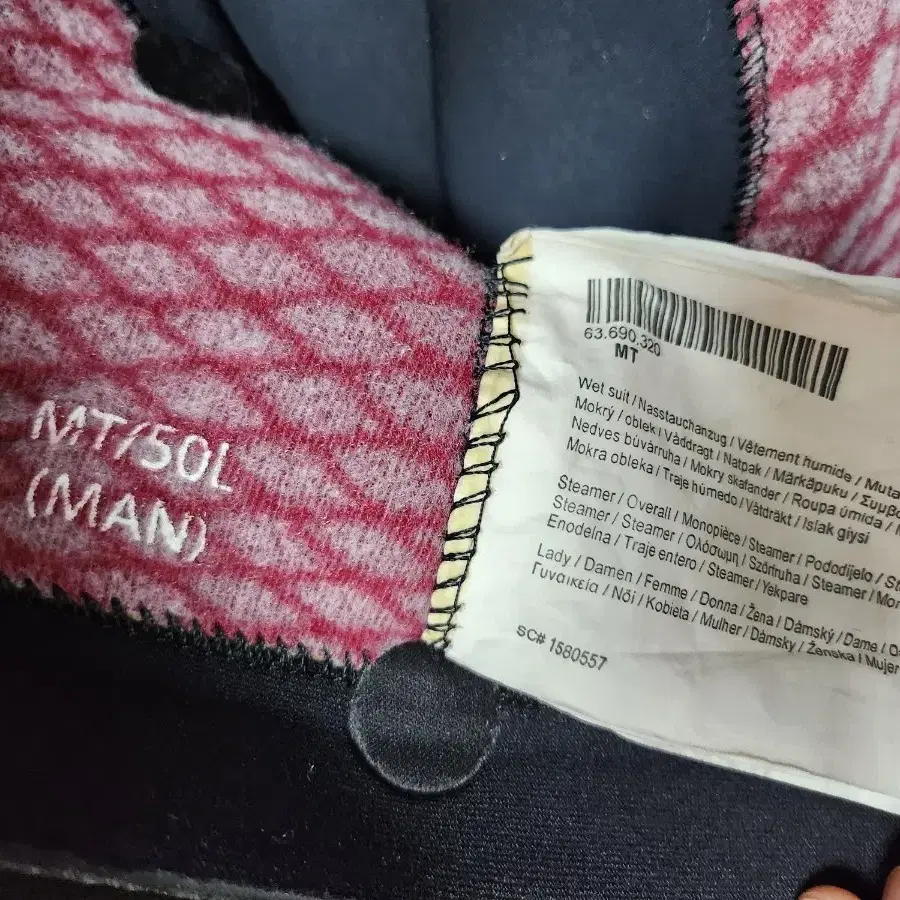 MT/50L
(MAN)
63.690.320
MT
Wet suit / Nasstauchanzug / Vêtement humide / Muta
Mokrý / oblek / Våddragt / Natpak / Märkäpuku /
Nedves búvárruha / Mokry skafander / Roupa úmida /
Mokra obleka / Traje húmedo / Våtdräkt / Islak giysi
Steamer / Overall / Monopièce / Steamer / Pododijelo /
Steamer / Steamer / Ολόσωμη / Szörfruha / Steamer /
Enodelna / Traje entero / Steamer / Yekpare
Lady / Damen / Femme / Donna / Žena / Dámský / Dame /
Γυναικεία / Női / Kobieta / Mulher / Dámsky / Ženska / Mujer
SC# 1580557